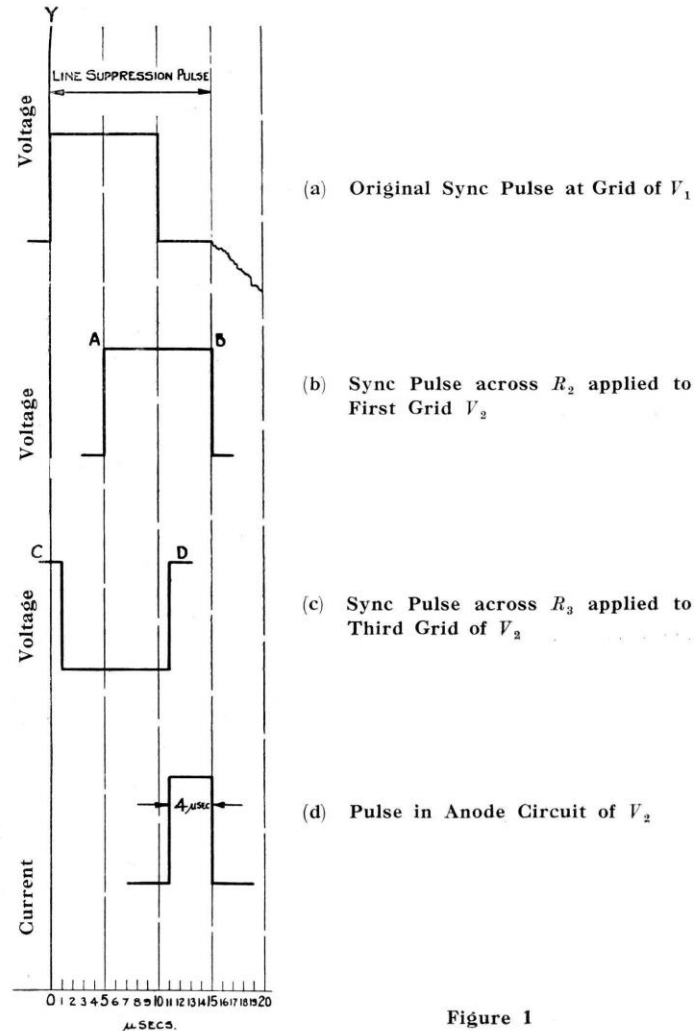 Y
LINE SUPPRESSION PULSE
Voltage
(a) Original Sync Pulse at Grid of V₁
A
B
Voltage
(b) Sync Pulse across R₂ applied to
First Grid V₂
C
D
Voltage
(c) Sync Pulse across R₃ applied to
Third Grid of V₂
4 μSEC
Current
(d) Pulse in Anode Circuit of V₂
0 1 2 3 4 5 6 7 8 9 10 11 12 13 14 15 16 17 18 19 20
μSECS.
Figure 1